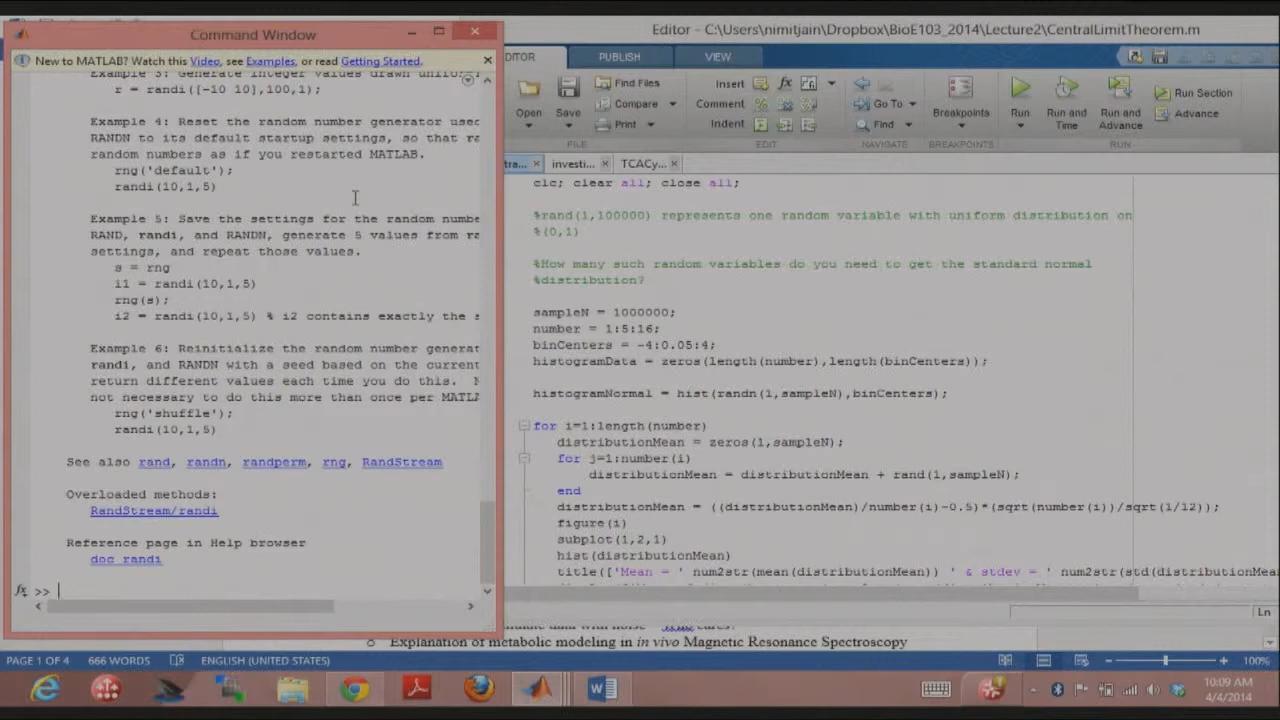 Command Window
New to MATLAB? Watch this Video, see Examples, or read Getting Started.
r = randi([-10 10],100,1);
Example 4: Reset the random number generator used
RANDN to its default startup settings, so that
random numbers as if you restarted MATLAB.
rng('default');
randi(10,1,5)
Example 5: Save the settings for the random numbe
RAND, randi, and RANDN, generate 5 values from
settings, and repeat those values.
s = rng
i1 = randi(10,1,5)
rng(s);
i2 = randi(10,1,5) % i2 contains exactly the
Example 6: Reinitialize the random number generat
randi, and RANDN with a seed based on the current
return different values each time you do this.
not necessary to do this more than once per
rng('shuffle');
randi(10,1,5)
See also rand, randn, randperm, rng, RandStream
Overloaded methods:
RandStream/randi
Reference page in Help browser
doc randi
fx >>
Editor - C:\Users\nimitjain\Dropbox\BioE103_2014\Lecture2\CentralLimitTheorem.m
DITOR PUBLISH VIEW
Open Save Find Files Compare Print
FILE
Insert fx
Comment
Indent
EDIT
Go To
Find
NAVIGATE
Breakpoints
BREAKPOINTS
Run Run and Time Run and Advance Run Section Advance
RUN
tra... investi... TCACy...
clc; clear all; close all;
%rand(1,100000) represents one random variable with uniform distribution on
%(0,1)
%How many such random variables do you need to get the standard normal
%distribution?
sampleN = 1000000;
number = 1:5:16;
binCenters = -4:0.05:4;
histogramData = zeros(length(number),length(binCenters));
histogramNormal = hist(randn(1,sampleN),binCenters);
for i=1:length(number)
distributionMean = zeros(1,sampleN);
for j=1:number(i)
distributionMean = distributionMean + rand(1,sampleN);
end
distributionMean = ((distributionMean)/number(i)-0.5)*(sqrt(number(i))/sqrt(1/12));
figure(i)
subplot(1,2,1)
hist(distributionMean)
title(['Mean = ' num2str(mean(distributionMean)) ' & stdev = ' num2str(std(distributionMea
Ln
o Explanation of metabolic modeling in in vivo Magnetic Resonance Spectroscopy
PAGE 1 OF 4 666 WORDS ENGLISH (UNITED STATES) 100%
10:09 AM
4/4/2014